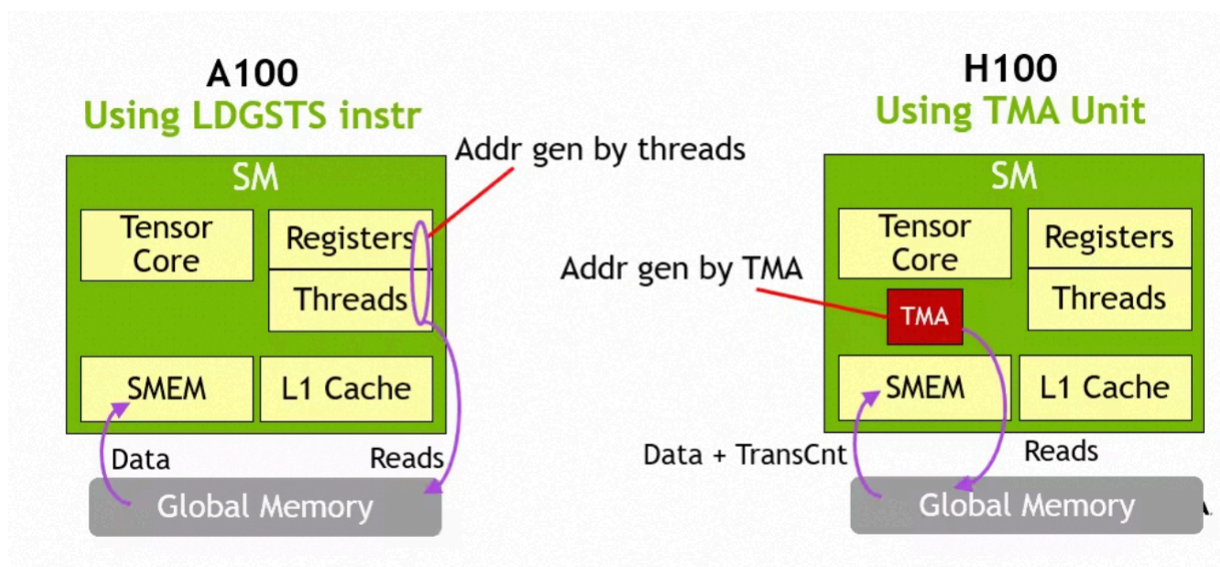 A100
Using LDGSTS instr
Addr gen by threads
SM
Tensor
Core
Registers
Threads
SMEM
L1 Cache
Data
Reads
Global Memory
H100
Using TMA Unit
Addr gen by TMA
SM
Tensor
Core
Registers
TMA
Threads
SMEM
L1 Cache
Data + TransCnt
Reads
Global Memory